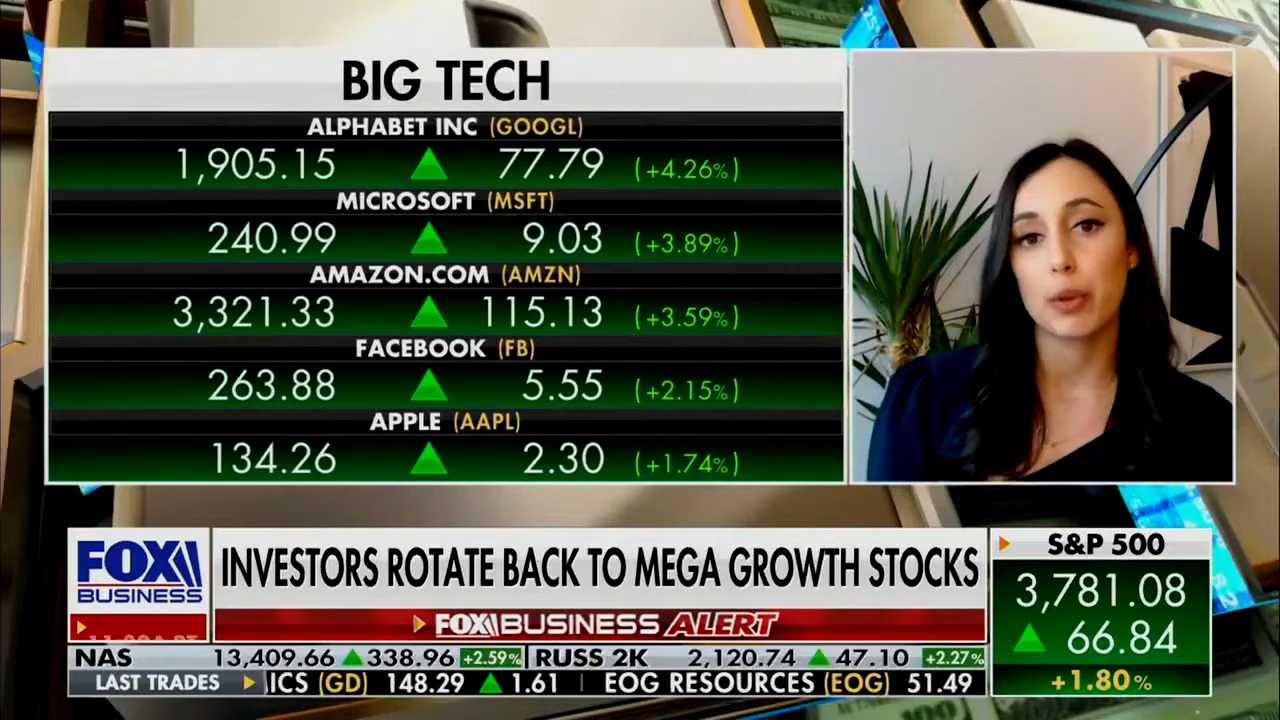 BIG TECH
ALPHABET INC (GOOGL)
1,905.15 ▲ 77.79 (+4.26%)
MICROSOFT (MSFT)
240.99 ▲ 9.03 (+3.89%)
AMAZON.COM (AMZN)
3,321.33 ▲ 115.13 (+3.59%)
FACEBOOK (FB)
263.88 ▲ 5.55 (+2.15%)
APPLE (AAPL)
134.26 ▲ 2.30 (+1.74%)
FOX
BUSINESS
INVESTORS ROTATE BACK TO MEGA GROWTH STOCKS
FOX BUSINESS ALERT
S&P 500
3,781.08
▲ 66.84
+1.80%
NAS 13,409.66 ▲ 338.96 +2.59% RUSS 2K 2,120.74 ▲ 47.10 +2.27%
LAST TRADES ICS (GD) 148.29 ▲ 1.61 | EOG RESOURCES (EOG) 51.49